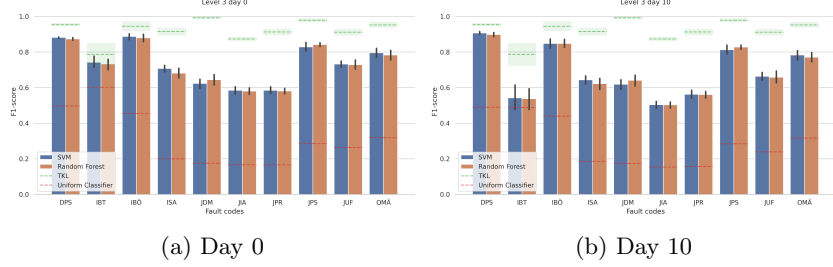 Level 3 day 0
1.0
0.8
0.6
0.4
0.2
0.0
F1-score
SVM
Random Forest
TKL
Uniform Classifier
DPS IBT IBÖ ISA JDM JIA JPR JPS JUF OMÄ
Fault codes
(a) Day 0
Level 3 day 10
1.0
0.8
0.6
0.4
0.2
0.0
F1-score
SVM
Random Forest
TKL
Uniform Classifier
DPS IBT IBÖ ISA JDM JIA JPR JPS JUF OMÄ
Fault codes
(b) Day 10